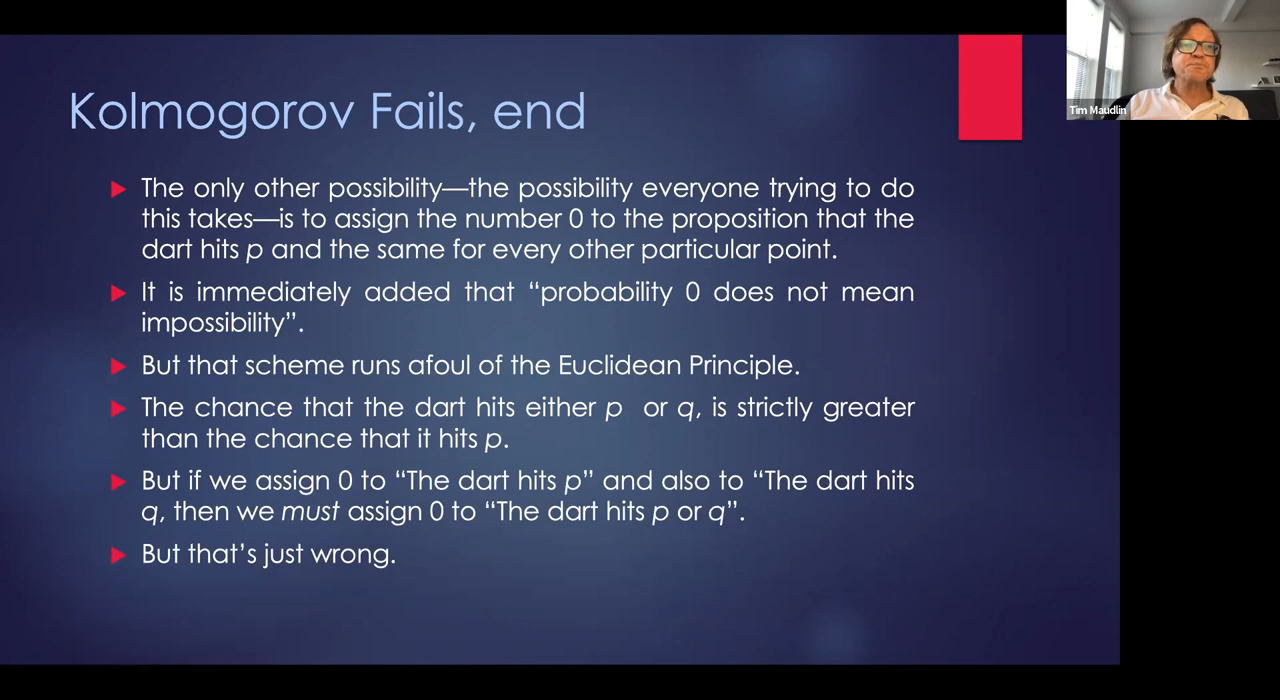 Kolmogorov Fails, end
The only other possibility—the possibility everyone trying to do
this takes—is to assign the number 0 to the proposition that the
dart hits p and the same for every other particular point.
It is immediately added that “probability 0 does not mean
impossibility”.
But that scheme runs afoul of the Euclidean Principle.
The chance that the dart hits either p or q, is strictly greater
than the chance that it hits p.
But if we assign 0 to “The dart hits p” and also to “The dart hits
q, then we must assign 0 to “The dart hits p or q”.
But that’s just wrong.
Tim Maudlin